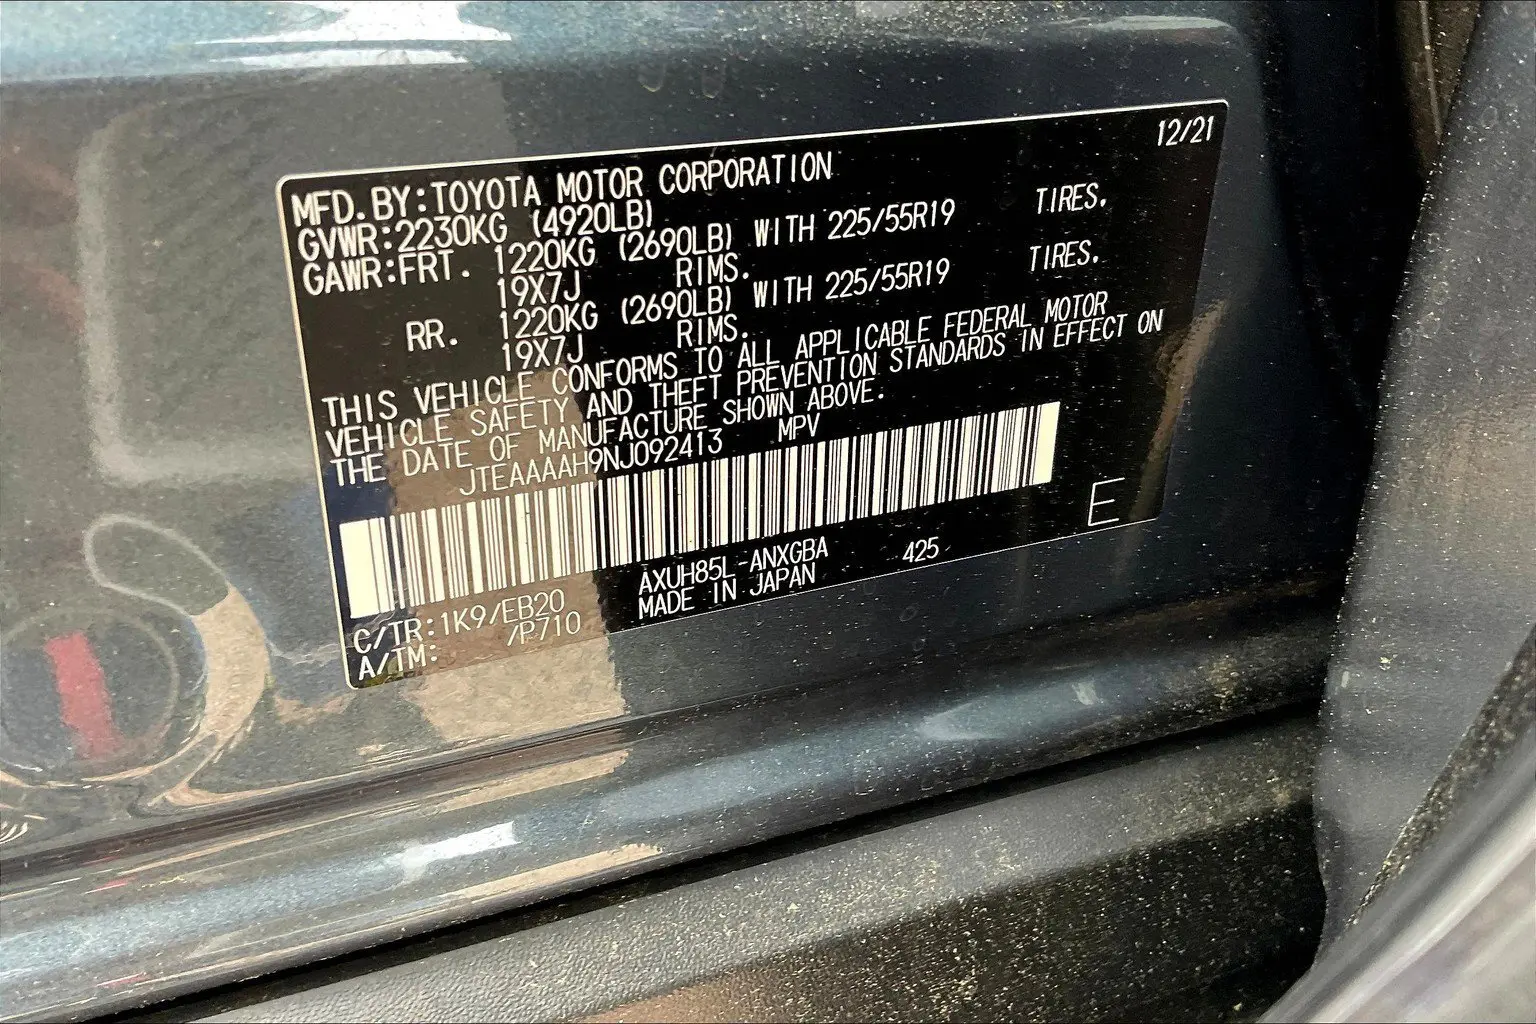 12/21
MFD.BY:TOYOTA MOTOR CORPORATION
GVWR:2230KG (4920LB)
GAWR:FRT. 1220KG (2690LB) WITH 225/55R19 TIRES.
19X7J RIMS.
RR. 1220KG (2690LB) WITH 225/55R19 TIRES.
19X7J RIMS.
THIS VEHICLE CONFORMS TO ALL APPLICABLE FEDERAL MOTOR
VEHICLE SAFETY AND THEFT PREVENTION STANDARDS IN EFFECT ON
THE DATE OF MANUFACTURE SHOWN ABOVE.
JTEAAAAH9NJ092413 MPV
E
C/TR:1K9/EB20 AXUH85L-ANXGBA 425
A/TM: /P710 MADE IN JAPAN